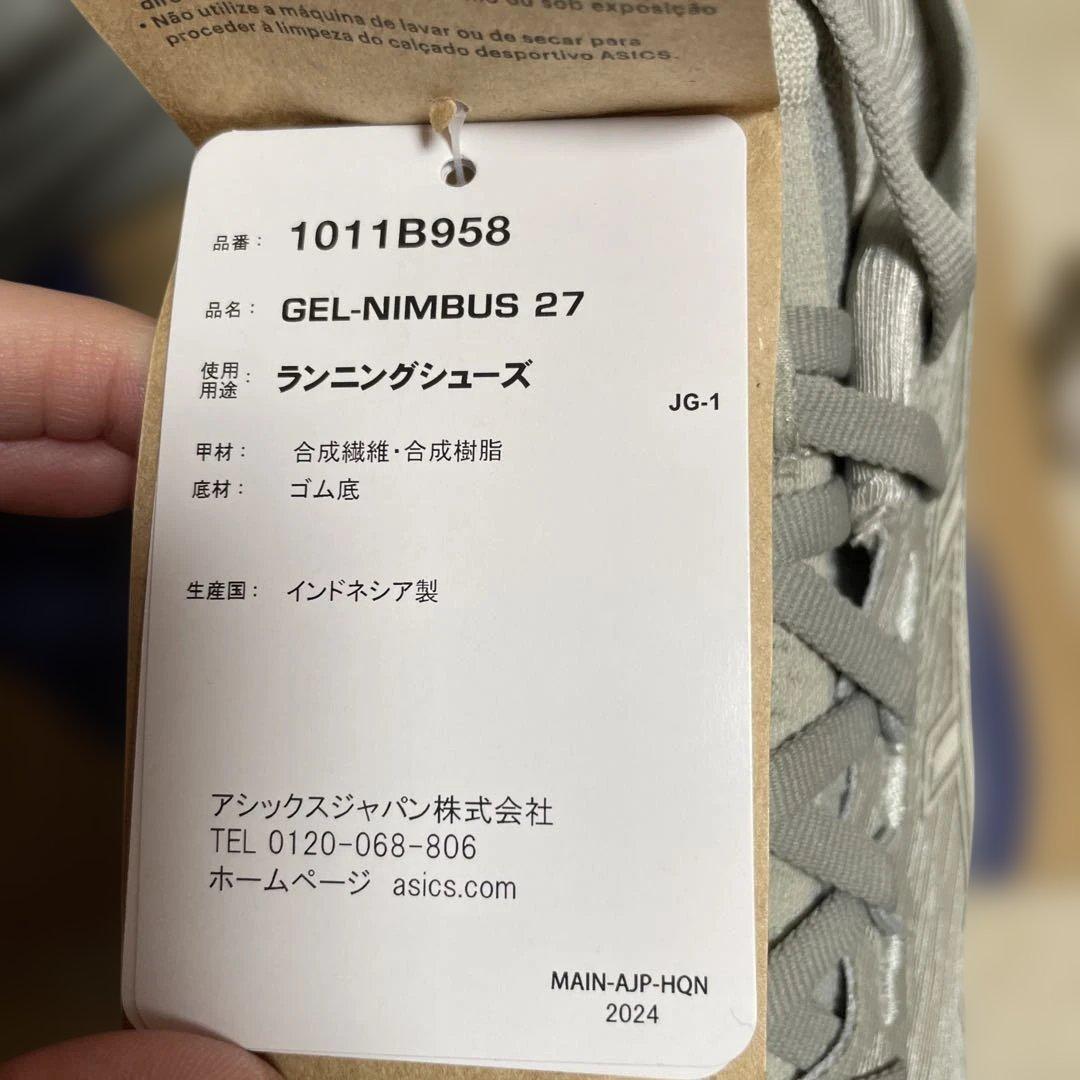 ou sob exposição
• Não utilize a máquina de lavar ou de secar para
proceder à limpeza do calçado desportivo ASICS.
品番： 1011B958
品名： GEL-NIMBUS 27
使用用途： ランニングシューズ
JG-1
甲材： 合成繊維・合成樹脂
底材： ゴム底
生産国： インドネシア製
アシックスジャパン株式会社
TEL 0120-068-806
ホームページ asics.com
MAIN-AJP-HQN
2024